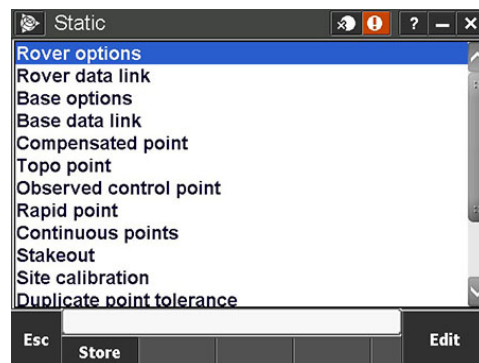 Static
? – ×
Rover options
Rover data link
Base options
Base data link
Compensated point
Topo point
Observed control point
Rapid point
Continuous points
Stakeout
Site calibration
Duplicate point tolerance
Esc
Store
Edit